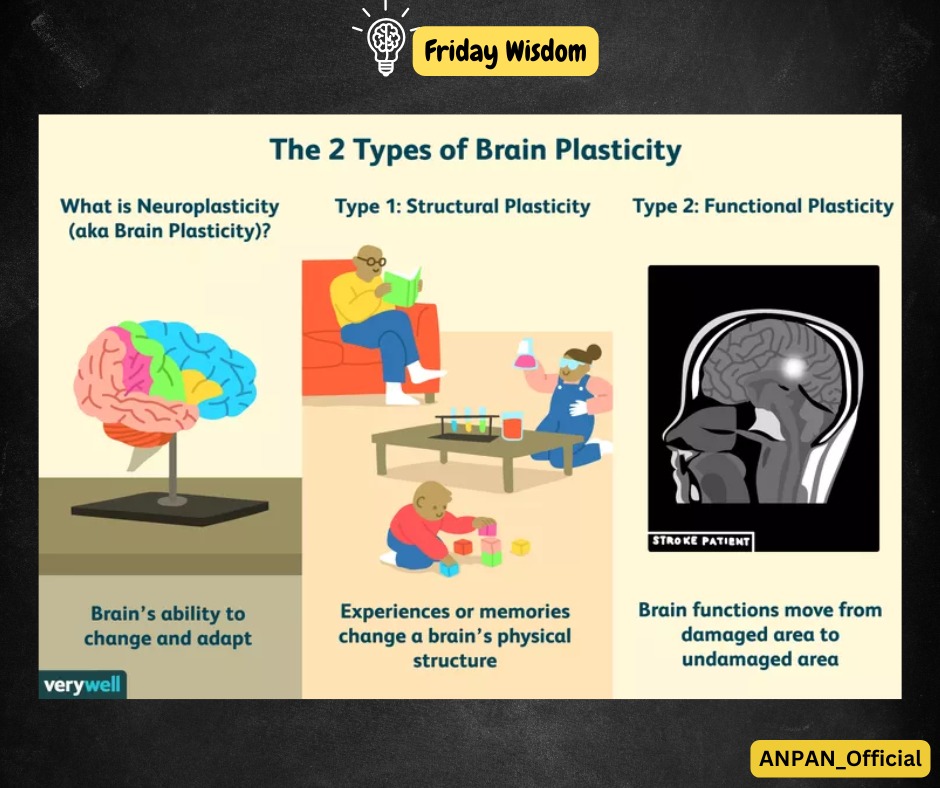 Friday Wisdom
The 2 Types of Brain Plasticity
What is Neuroplasticity
(aka Brain Plasticity)?
Brain's ability to
change and adapt
Type 1: Structural Plasticity
Experiences or memories
change a brain's physical
structure
Type 2: Functional Plasticity
STROKE PATIENT
Brain functions move from
damaged area to
undamaged area
verywell
ANPAN_Official